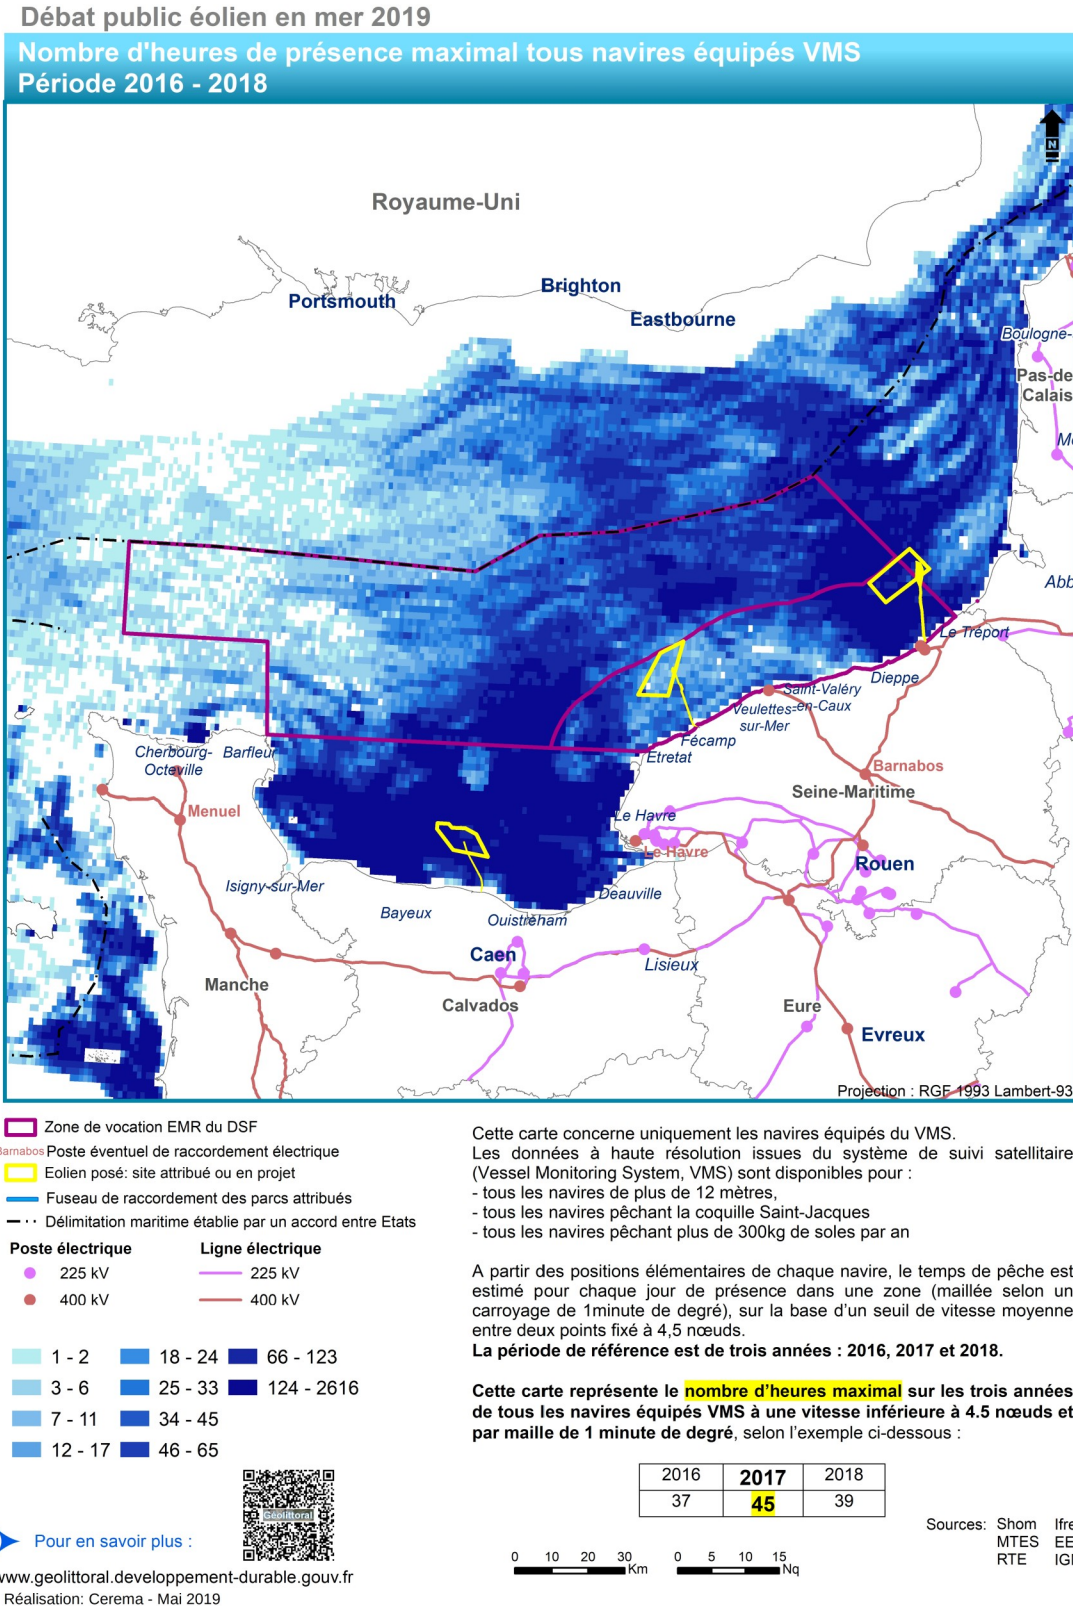 Débat public éolien en mer 2019
Nombre d'heures de présence maximal tous navires équipés VMS
Période 2016 - 2018
N
Royaume-Uni
Brighton
Portsmouth
Eastbourne
Boulogne-
Pas-de
Calais
Abb
Le Tréport
Dieppe
Saint-Valéry
-en-Caux
Veulettes-
sur-Mer
Fécamp
Etretat
Cherbourg-
Octeville
Barfleur
Barnabos
Seine-Maritime
Menuel
Le Havre
Le Havre
Rouen
Isigny-sur-Mer
Deauville
Bayeux
Ouistreham
Caen
Lisieux
Manche
Calvados
Eure
Evreux
Projection : RGF 1993 Lambert-93
Zone de vocation EMR du DSF
Barnabos Poste éventuel de raccordement électrique
Eolien posé: site attribué ou en projet
Fuseau de raccordement des parcs attribués
Délimitation maritime établie par un accord entre Etats
Poste électrique Ligne électrique
225 kV 225 kV
400 kV 400 kV
1 - 2 18 - 24 66 - 123
3 - 6 25 - 33 124 - 2616
7 - 11 34 - 45
12 - 17 46 - 65
Géolittoral
Pour en savoir plus :
www.geolittoral.developpement-durable.gouv.fr
Réalisation: Cerema - Mai 2019
Cette carte concerne uniquement les navires équipés du VMS.
Les données à haute résolution issues du système de suivi satellitaire
(Vessel Monitoring System, VMS) sont disponibles pour :
- tous les navires de plus de 12 mètres,
- tous les navires pêchant la coquille Saint-Jacques
- tous les navires pêchant plus de 300kg de soles par an
A partir des positions élémentaires de chaque navire, le temps de pêche est
estimé pour chaque jour de présence dans une zone (maillée selon un
carroyage de 1minute de degré), sur la base d'un seuil de vitesse moyenne
entre deux points fixé à 4,5 nœuds.
La période de référence est de trois années : 2016, 2017 et 2018.
Cette carte représente le nombre d'heures maximal sur les trois années
de tous les navires équipés VMS à une vitesse inférieure à 4.5 nœuds et
par maille de 1 minute de degré, selon l'exemple ci-dessous :
2016 2017 2018
37 45 39
Sources: Shom Ifre
MTES EE
RTE IGI
0 10 20 30 Km
0 5 10 15 Nq